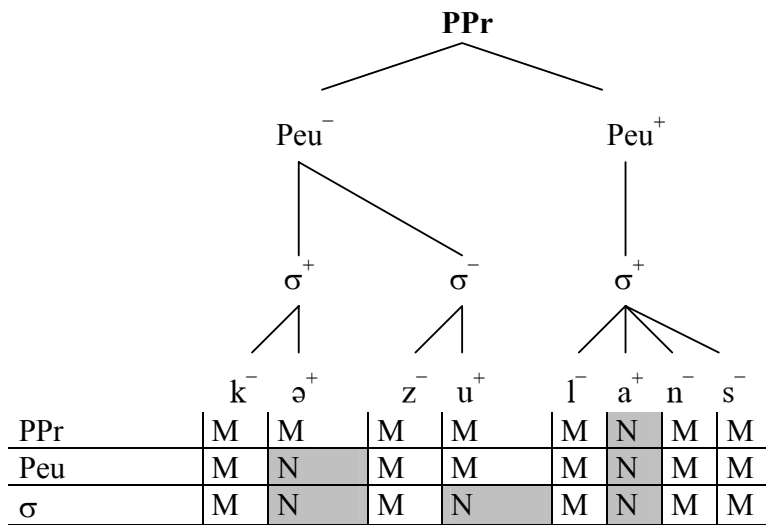 PPr
Peu⁻ Peu⁺
σ⁺ σ⁻ σ⁺
k⁻ ə⁺ z⁻ u⁺ l⁻ a⁺ n⁻ s⁻
PPr M M M M M N M M
Peu M N M M M N M M
σ M N M N M N M M